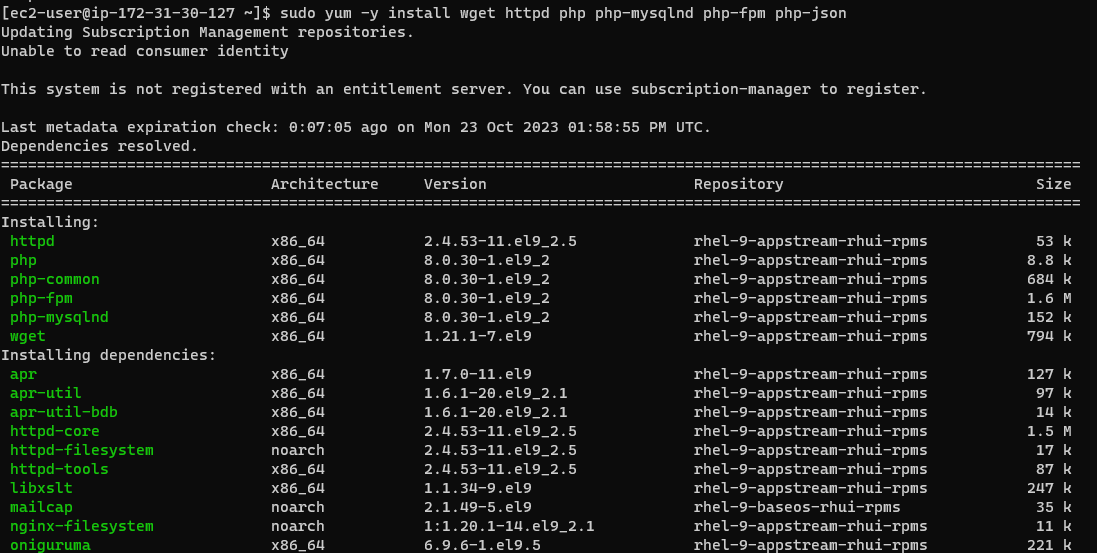 [ec2-user@ip-172-31-30-127 ~]$ sudo yum -y install wget httpd php php-mysqlnd php-fpm php-json
Updating Subscription Management repositories.
Unable to read consumer identity
This system is not registered with an entitlement server. You can use subscription-manager to register.
Last metadata expiration check: 0:07:05 ago on Mon 23 Oct 2023 01:58:55 PM UTC.
Dependencies resolved.
================================================================================
Package Architecture Version Repository Size
================================================================================
Installing:
httpd x86_64 2.4.53-11.el9_2.5 rhel-9-appstream-rhui-rpms 53 k
php x86_64 8.0.30-1.el9_2 rhel-9-appstream-rhui-rpms 8.8 k
php-common x86_64 8.0.30-1.el9_2 rhel-9-appstream-rhui-rpms 684 k
php-fpm x86_64 8.0.30-1.el9_2 rhel-9-appstream-rhui-rpms 1.6 M
php-mysqlnd x86_64 8.0.30-1.el9_2 rhel-9-appstream-rhui-rpms 152 k
wget x86_64 1.21.1-7.el9 rhel-9-appstream-rhui-rpms 794 k
Installing dependencies:
apr x86_64 1.7.0-11.el9 rhel-9-appstream-rhui-rpms 127 k
apr-util x86_64 1.6.1-20.el9_2.1 rhel-9-appstream-rhui-rpms 97 k
apr-util-bdb x86_64 1.6.1-20.el9_2.1 rhel-9-appstream-rhui-rpms 14 k
httpd-core x86_64 2.4.53-11.el9_2.5 rhel-9-appstream-rhui-rpms 1.5 M
httpd-filesystem noarch 2.4.53-11.el9_2.5 rhel-9-appstream-rhui-rpms 17 k
httpd-tools x86_64 2.4.53-11.el9_2.5 rhel-9-appstream-rhui-rpms 87 k
libxslt x86_64 1.1.34-9.el9 rhel-9-appstream-rhui-rpms 247 k
mailcap noarch 2.1.49-5.el9 rhel-9-baseos-rhui-rpms 35 k
nginx-filesystem noarch 1:1.20.1-14.el9_2.1 rhel-9-appstream-rhui-rpms 11 k
oniguruma x86_64 6.9.6-1.el9.5 rhel-9-appstream-rhui-rpms 221 k